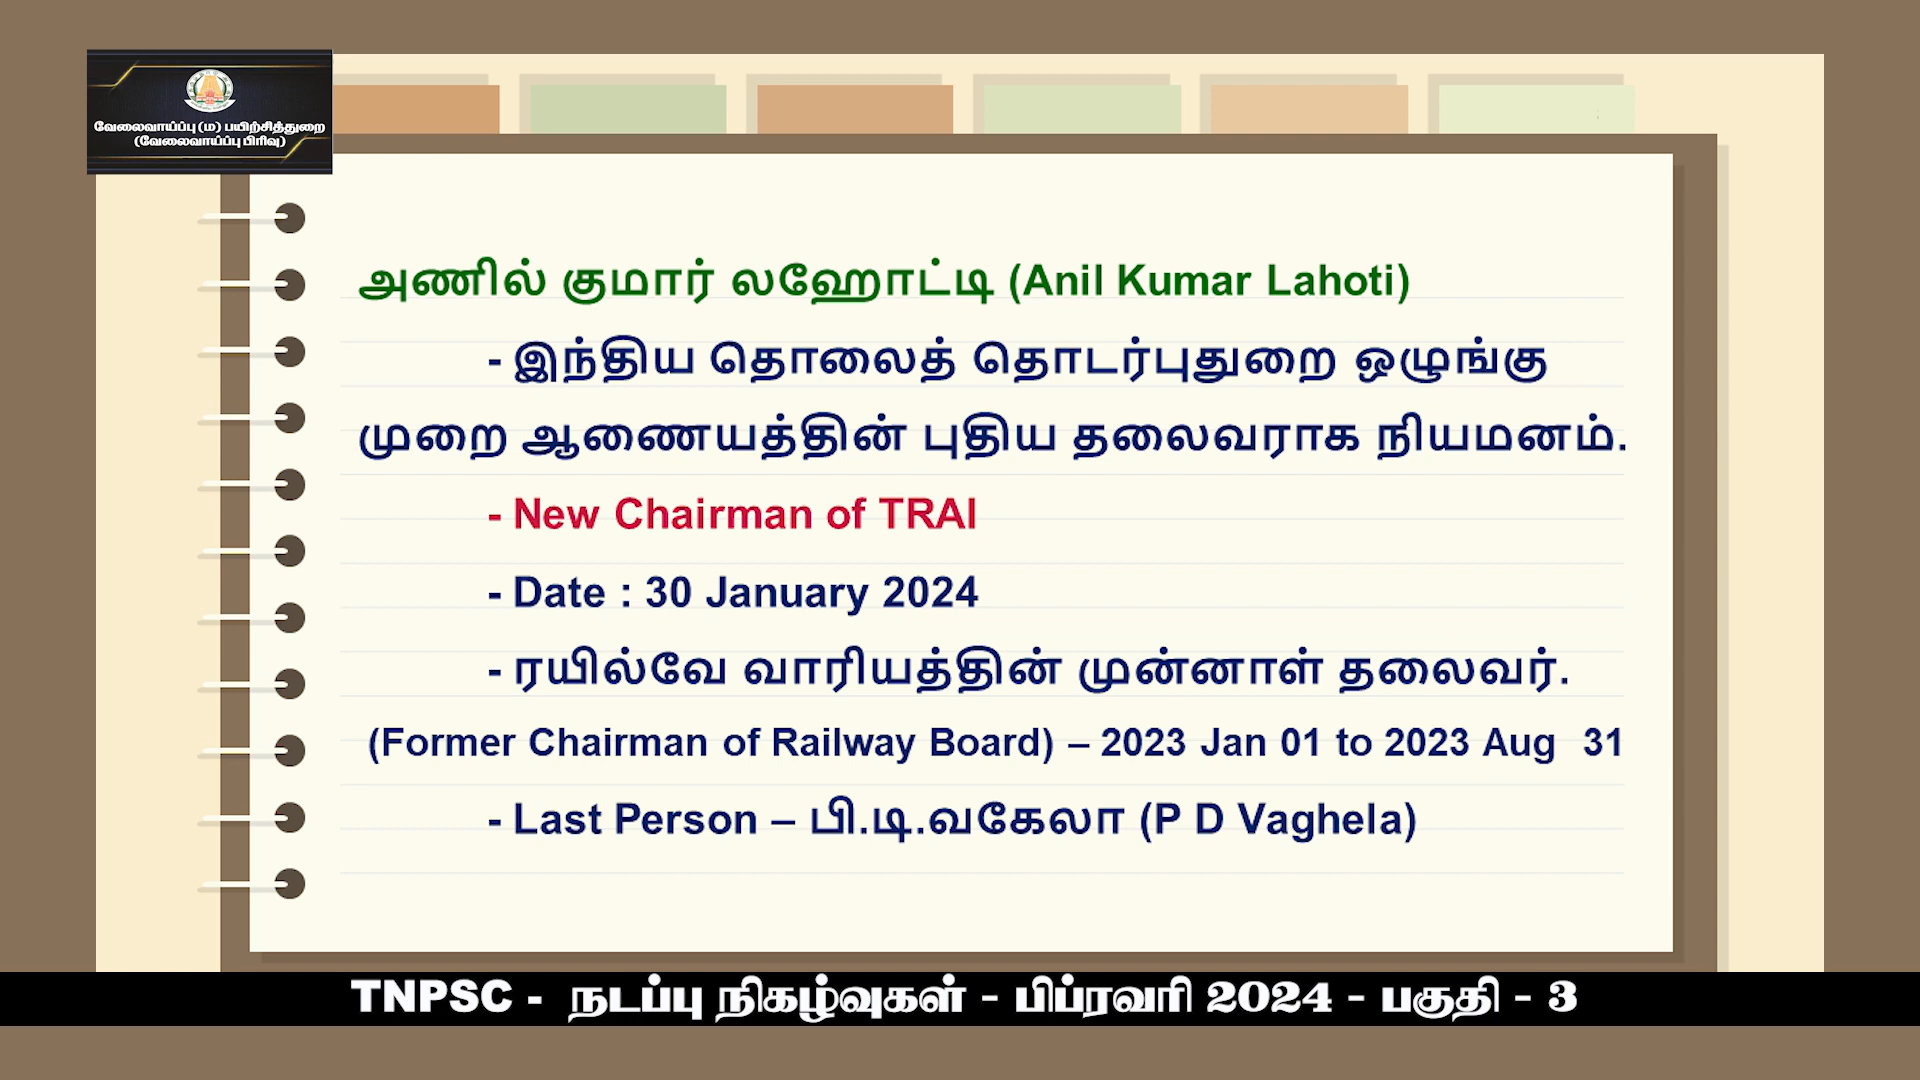 வேலைவாய்ப்பு (ம) பயிற்சித்துறை
(வேலைவாய்ப்பு பிரிவு)
அணில் குமார் லஹோட்டி (Anil Kumar Lahoti)
- இந்திய தொலைத் தொடர்புதுறை ஒழுங்கு
முறை ஆணையத்தின் புதிய தலைவராக நியமனம்.
- New Chairman of TRAI
- Date : 30 January 2024
- ரயில்வே வாரியத்தின் முன்னாள் தலைவர்.
(Former Chairman of Railway Board) – 2023 Jan 01 to 2023 Aug 31
- Last Person – பி.டி.வகேலா (P D Vaghela)
TNPSC - நடப்பு நிகழ்வுகள் - பிப்ரவரி 2024 - பகுதி - 3